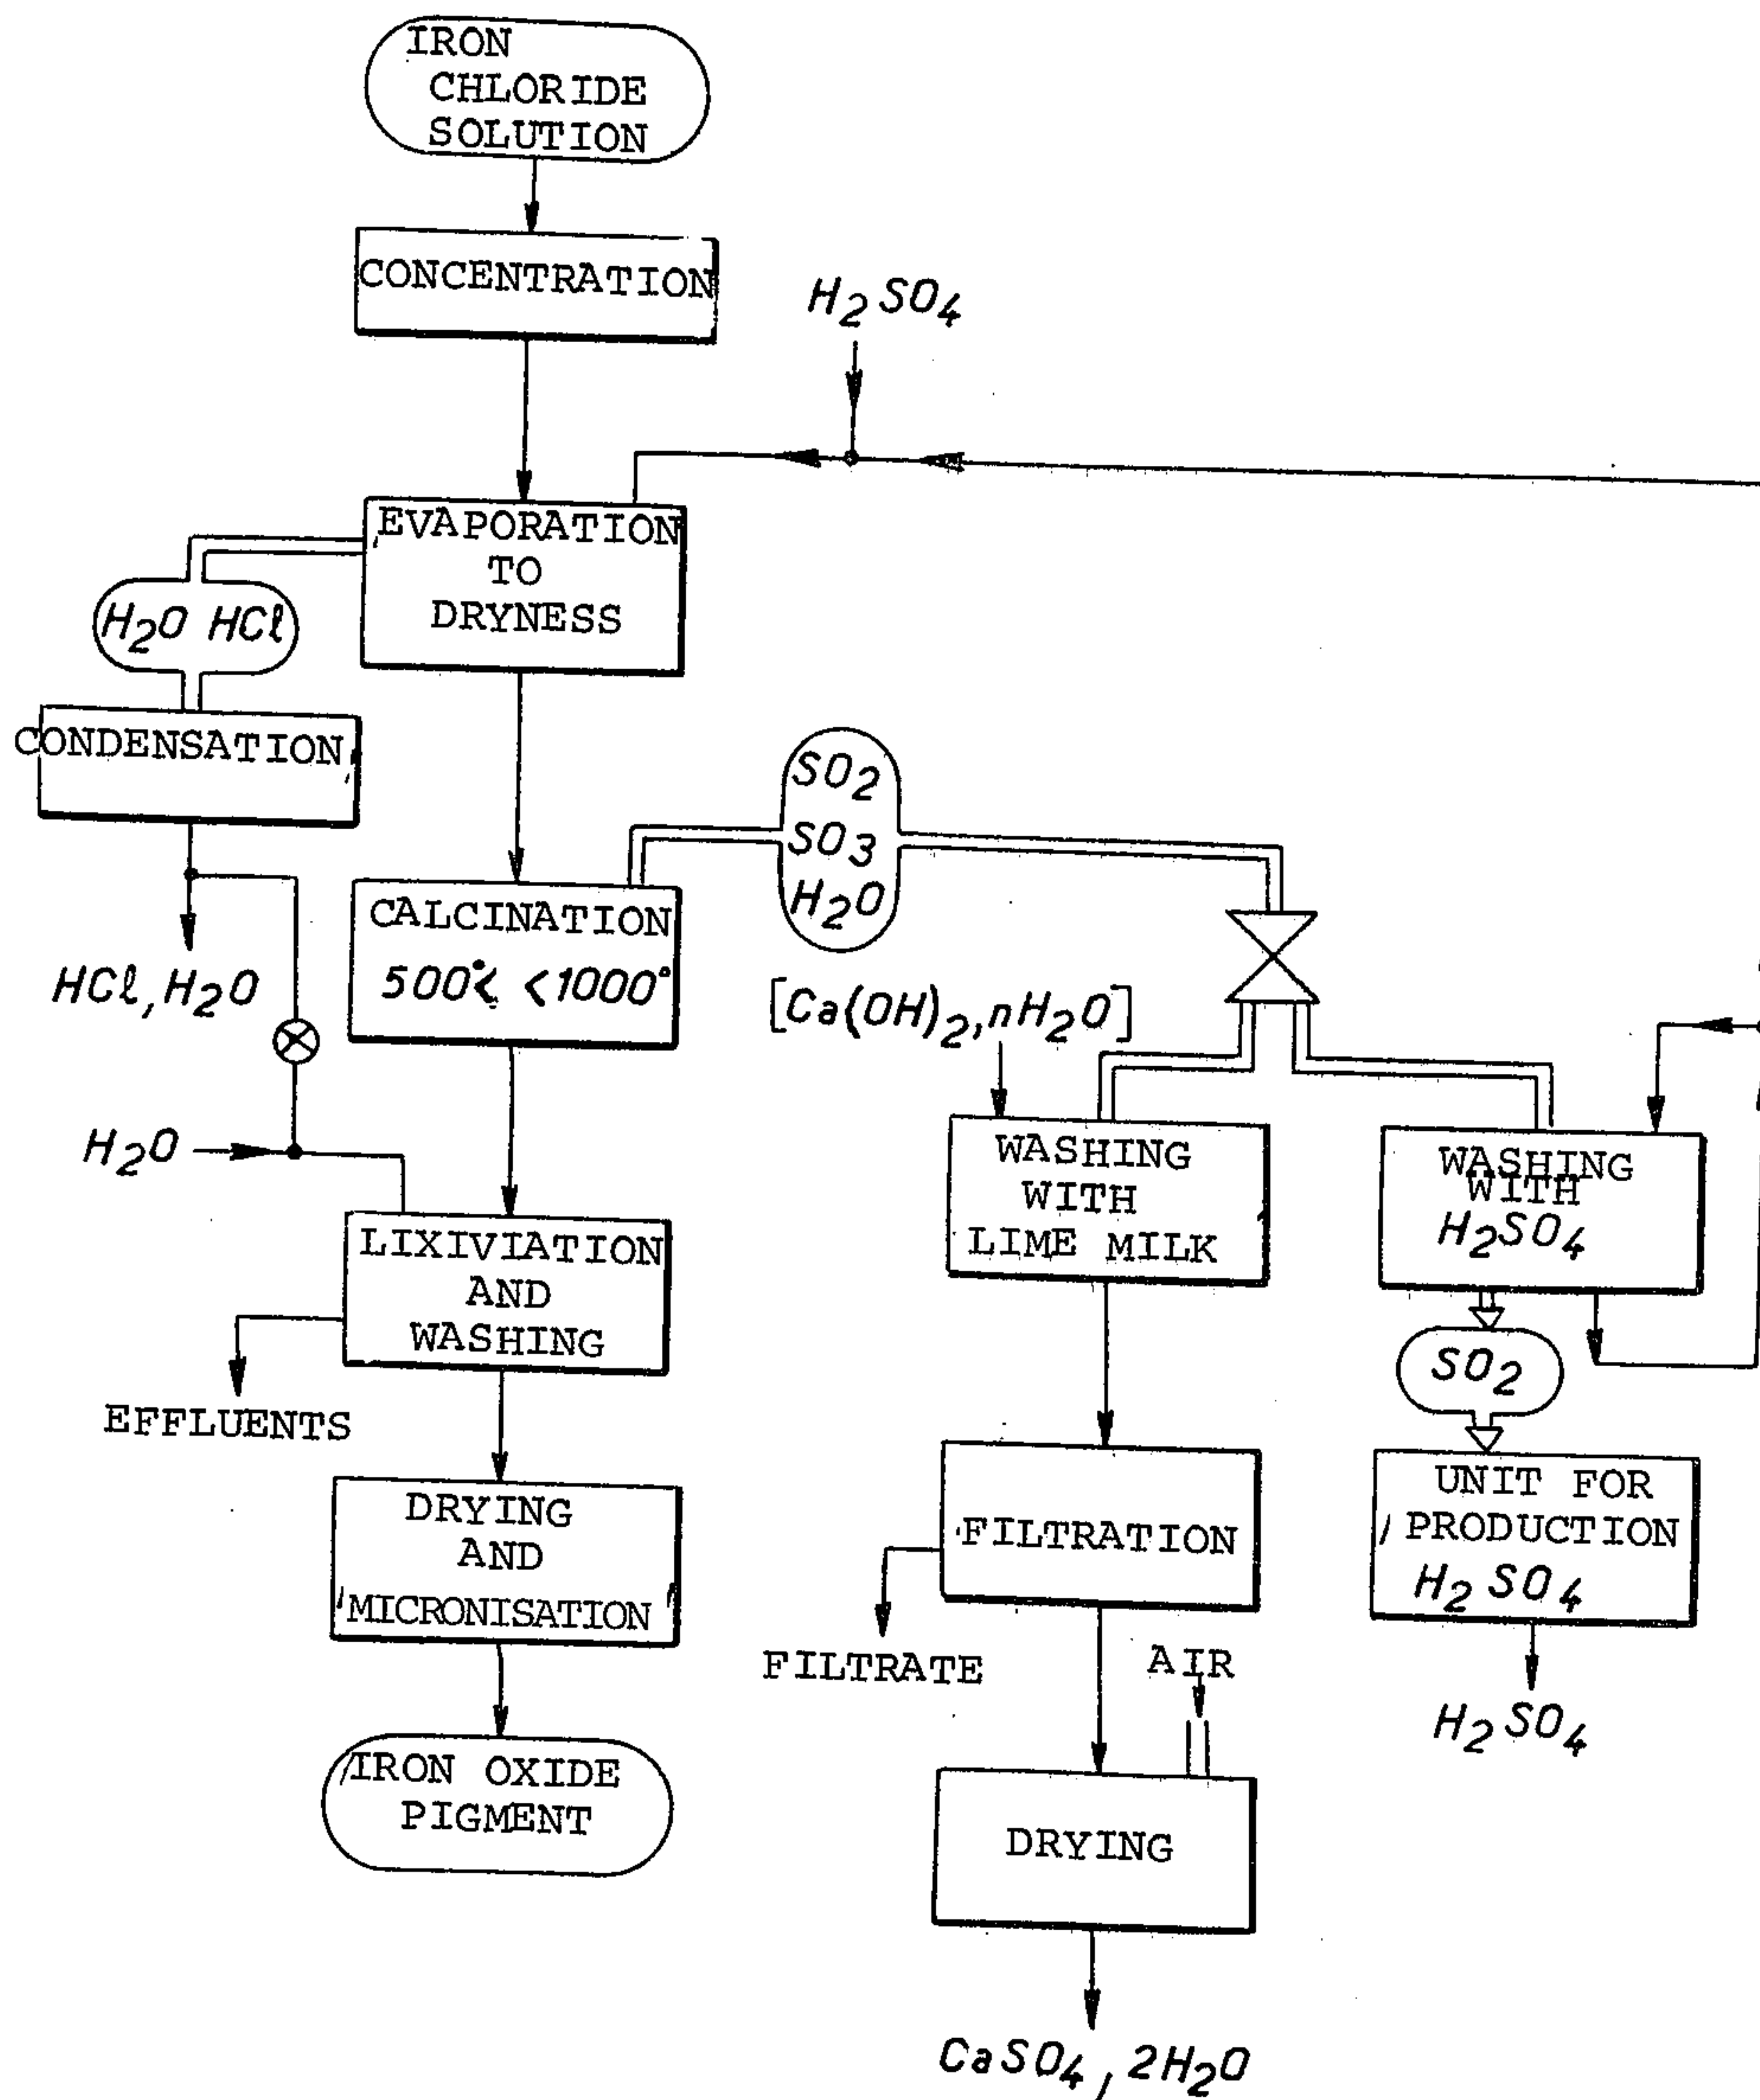 IRON
CHLORIDE
SOLUTION
CONCENTRATION
H₂SO₄
EVAPORATION
TO
DRYNESS
H₂O HCl
CONDENSATION
HCl, H₂O
SO₂
SO₃
H₂O
CALCINATION
500°< <1000°
[Ca(OH)₂, nH₂O]
H₂O
LIXIVIATION
AND
WASHING
EFFLUENTS
WASHING
WITH
LIME MILK
WASHING
WITH
H₂SO₄
SO₂
DRYING
AND
MICRONISATION
FILTRATION
FILTRATE
UNIT FOR
PRODUCTION
H₂SO₄
H₂SO₄
AIR
IRON OXIDE
PIGMENT
DRYING
CaSO₄, 2H₂O